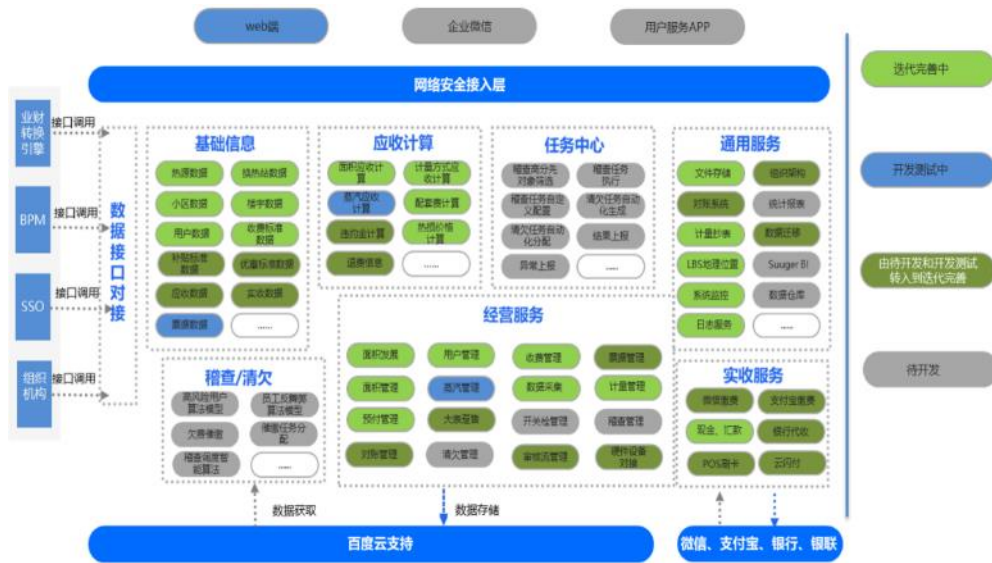 web端
企业微信
用户服务APP
网络安全接入层
迭代完善中
开发测试中
由待开发和开发测试
转入到迭代完善
待开发
业财
转换
引擎
接口调用
BPM
接口调用
SSO
接口调用
组织
机构
接口调用
数据接口对接
基础信息
热源数据
换热站数据
小区数据
楼宇数据
用户数据
收费标准
数据
补贴标准
数据
优惠标准数据
应收数据
实收数据
票据数据
......
应收计算
面积应收计
算
计量方式应
收计算
蒸汽应收
计算
配套费计算
违约金计算
热损价格
计算
退费信息
......
任务中心
稽查高分先
对象筛选
稽查任务
执行
稽查任务自定
义配置
请欠任务自动
化生成
请欠任务自动
化分配
结果上报
异常上报
......
通用服务
文件存储
组织架构
对账系统
统计报表
计量抄表
数据迁移
LBS地理位置
Suuger BI
系统监控
数据仓库
日志服务
......
稽查/清欠
高风险用户
算法模型
员工反舞弊
算法模型
欠费催缴
催缴任务分
配
稽查调度智
能算法
......
经营服务
面积发展
用户管理
收费管理
票据管理
面积管理
蒸汽管理
数据采集
计量管理
预付管理
开关栓管理
稽查管理
对账管理
清欠管理
审核流管理
硬件设备
对接
实收服务
微信缴费
支付宝缴费
现金、汇款
银行代收
POS刷卡
云闪付
数据获取
数据存储
百度云支持
微信、支付宝、银行、银联